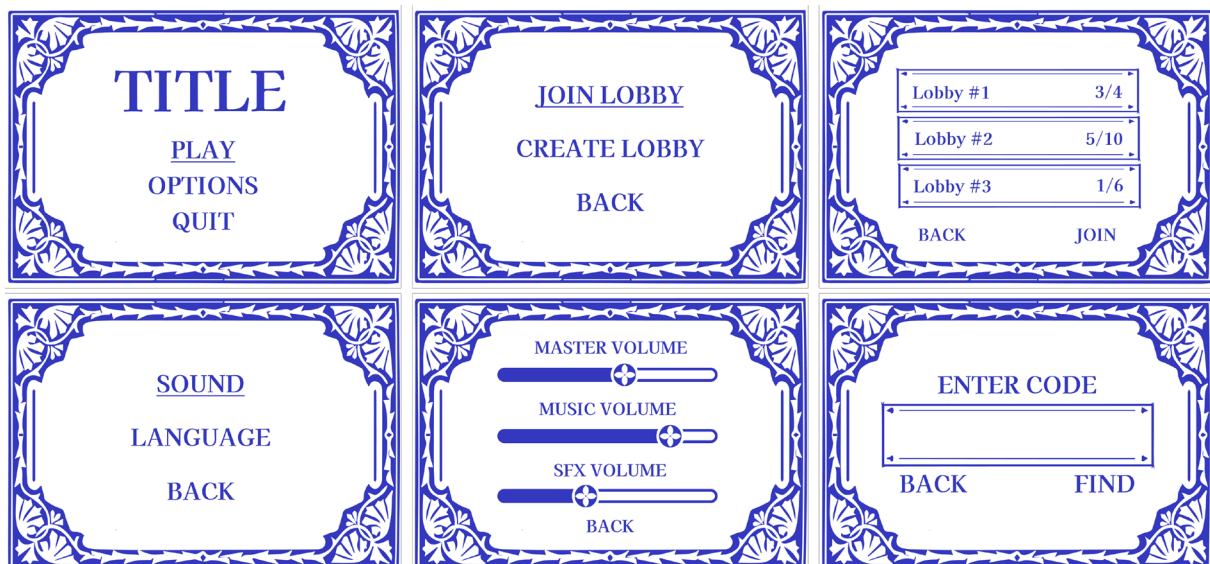 TITLE
PLAY
OPTIONS
QUIT
JOIN LOBBY
CREATE LOBBY
BACK
Lobby #1 3/4
Lobby #2 5/10
Lobby #3 1/6
BACK JOIN
SOUND
LANGUAGE
BACK
MASTER VOLUME
MUSIC VOLUME
SFX VOLUME
BACK
ENTER CODE
BACK FIND